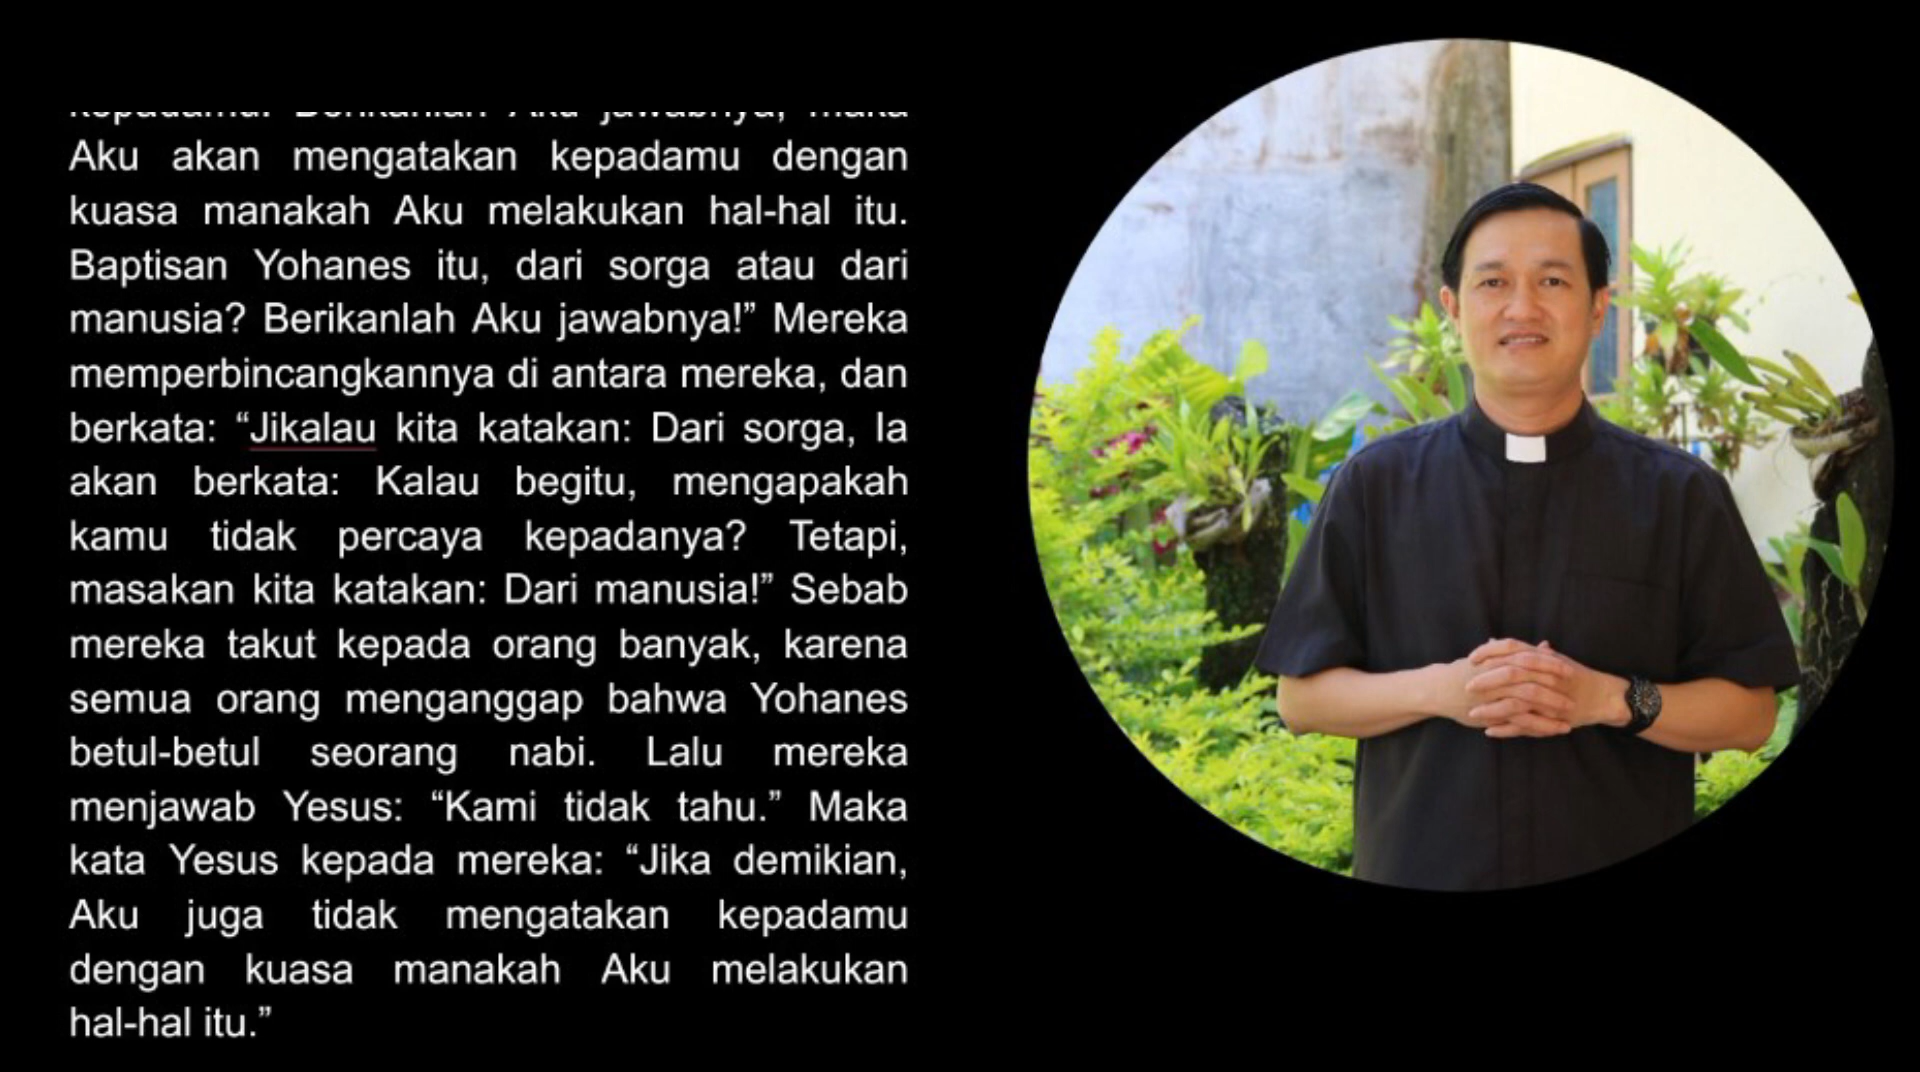 Aku akan mengatakan kepadamu dengan
kuasa manakah Aku melakukan hal-hal itu.
Baptisan Yohanes itu, dari sorga atau dari
manusia? Berikanlah Aku jawabnya!” Mereka
memperbincangkannya di antara mereka, dan
berkata: “Jikalau kita katakan: Dari sorga, Ia
akan berkata: Kalau begitu, mengapakah
kamu tidak percaya kepadanya? Tetapi,
masakan kita katakan: Dari manusia!” Sebab
mereka takut kepada orang banyak, karena
semua orang menganggap bahwa Yohanes
betul-betul seorang nabi. Lalu mereka
menjawab Yesus: “Kami tidak tahu.” Maka
kata Yesus kepada mereka: “Jika demikian,
Aku juga tidak mengatakan kepadamu
dengan kuasa manakah Aku melakukan
hal-hal itu.”